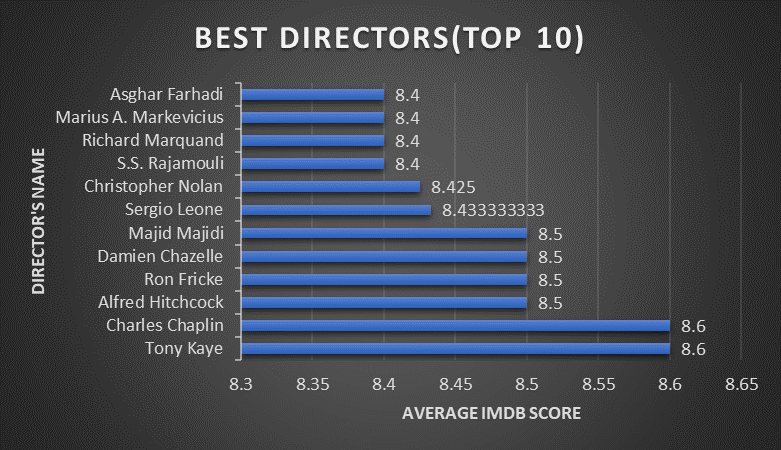 BEST DIRECTORS(TOP 10)
DIRECTOR'S NAME
Asghar Farhadi 8.4
Marius A. Markevicius 8.4
Richard Marquand 8.4
S.S. Rajamouli 8.4
Christopher Nolan 8.425
Sergio Leone 8.433333333
Majid Majidi 8.5
Damien Chazelle 8.5
Ron Fricke 8.5
Alfred Hitchcock 8.5
Charles Chaplin 8.6
Tony Kaye 8.6
8.3 8.35 8.4 8.45 8.5 8.55 8.6 8.65
AVERAGE IMDB SCORE